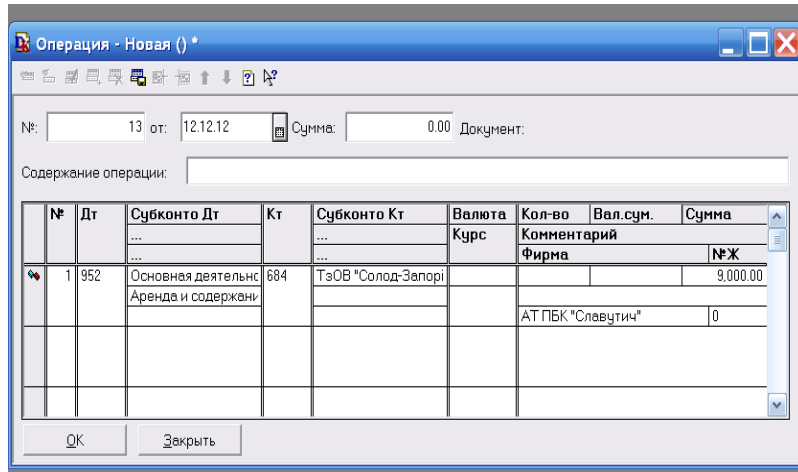 Операция - Новая () *
№: 13 от: 12.12.12 Сумма: 0.00 Документ:
Содержание операции:
№ Дт Субконто Дт Кт Субконто Кт Валюта Кол-во Вал.сум. Сумма
... ... Курс Комментарий
... ... Фирма №Ж
1 952 Основная деятельнс 684 ТзОВ "Солод-Запорі 9,000.00
Аренда и содержани
АТ ПБК "Славутич" 0
OK Закрыть